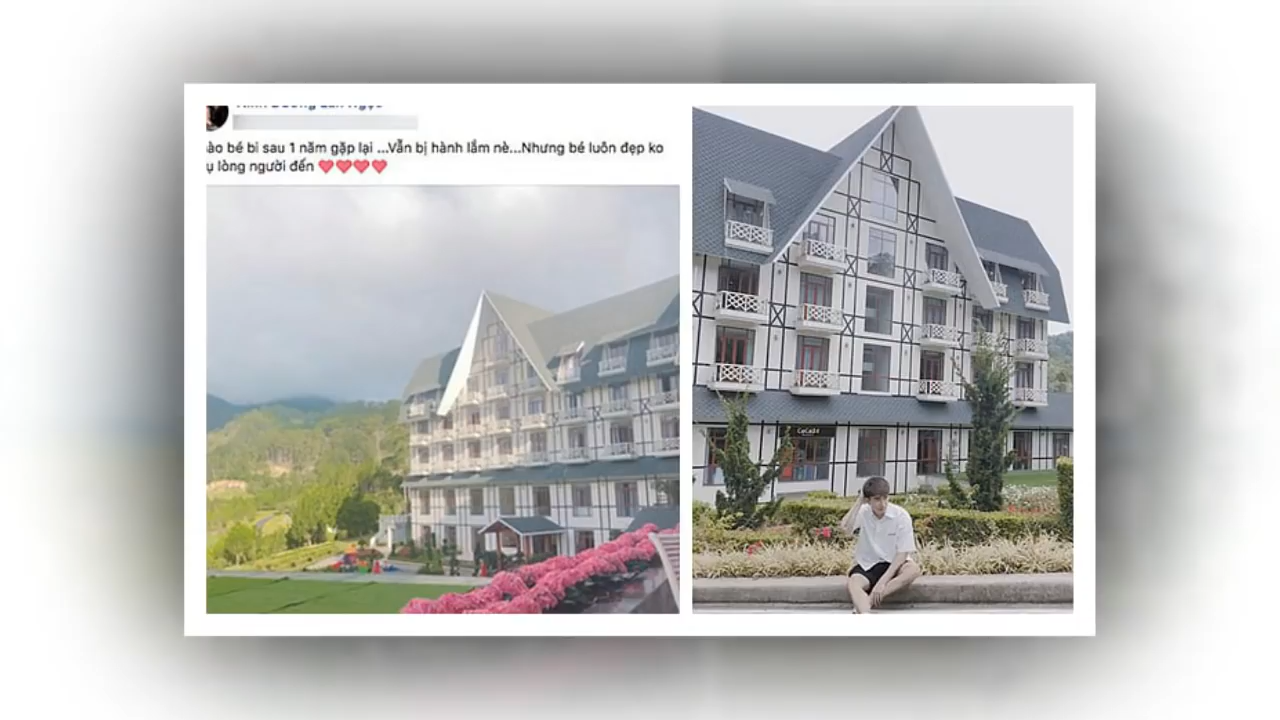 ào bé bi sau 1 năm gặp lại ...Vẫn bị hành lắm nè...Nhưng bé luôn đẹp ko
ụ lòng người đến ❤❤❤❤